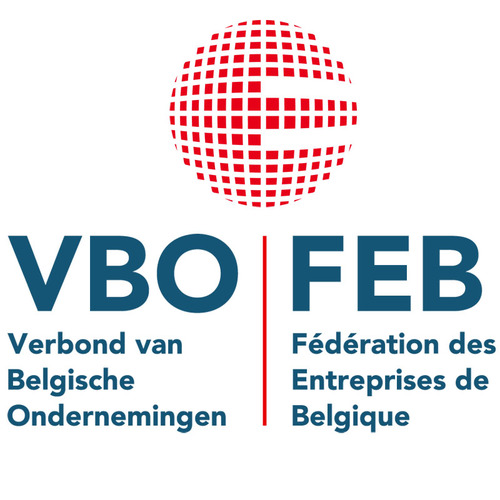 VBO
Verbond van
Belgische
Ondernemingen
FEB
Fédération des
Entreprises de
Belgique